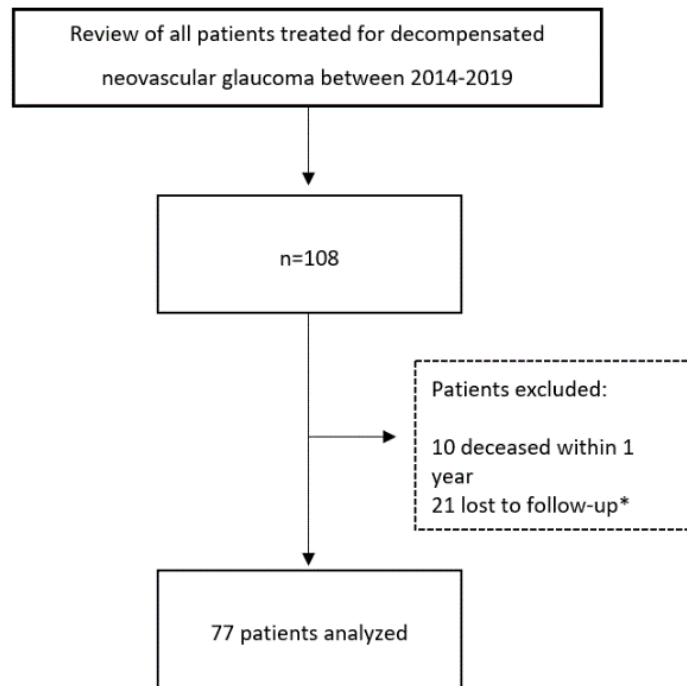 Review of all patients treated for decompensated
neovascular glaucoma between 2014-2019
n=108
Patients excluded:
10 deceased within 1
year
21 lost to follow-up*
77 patients analyzed